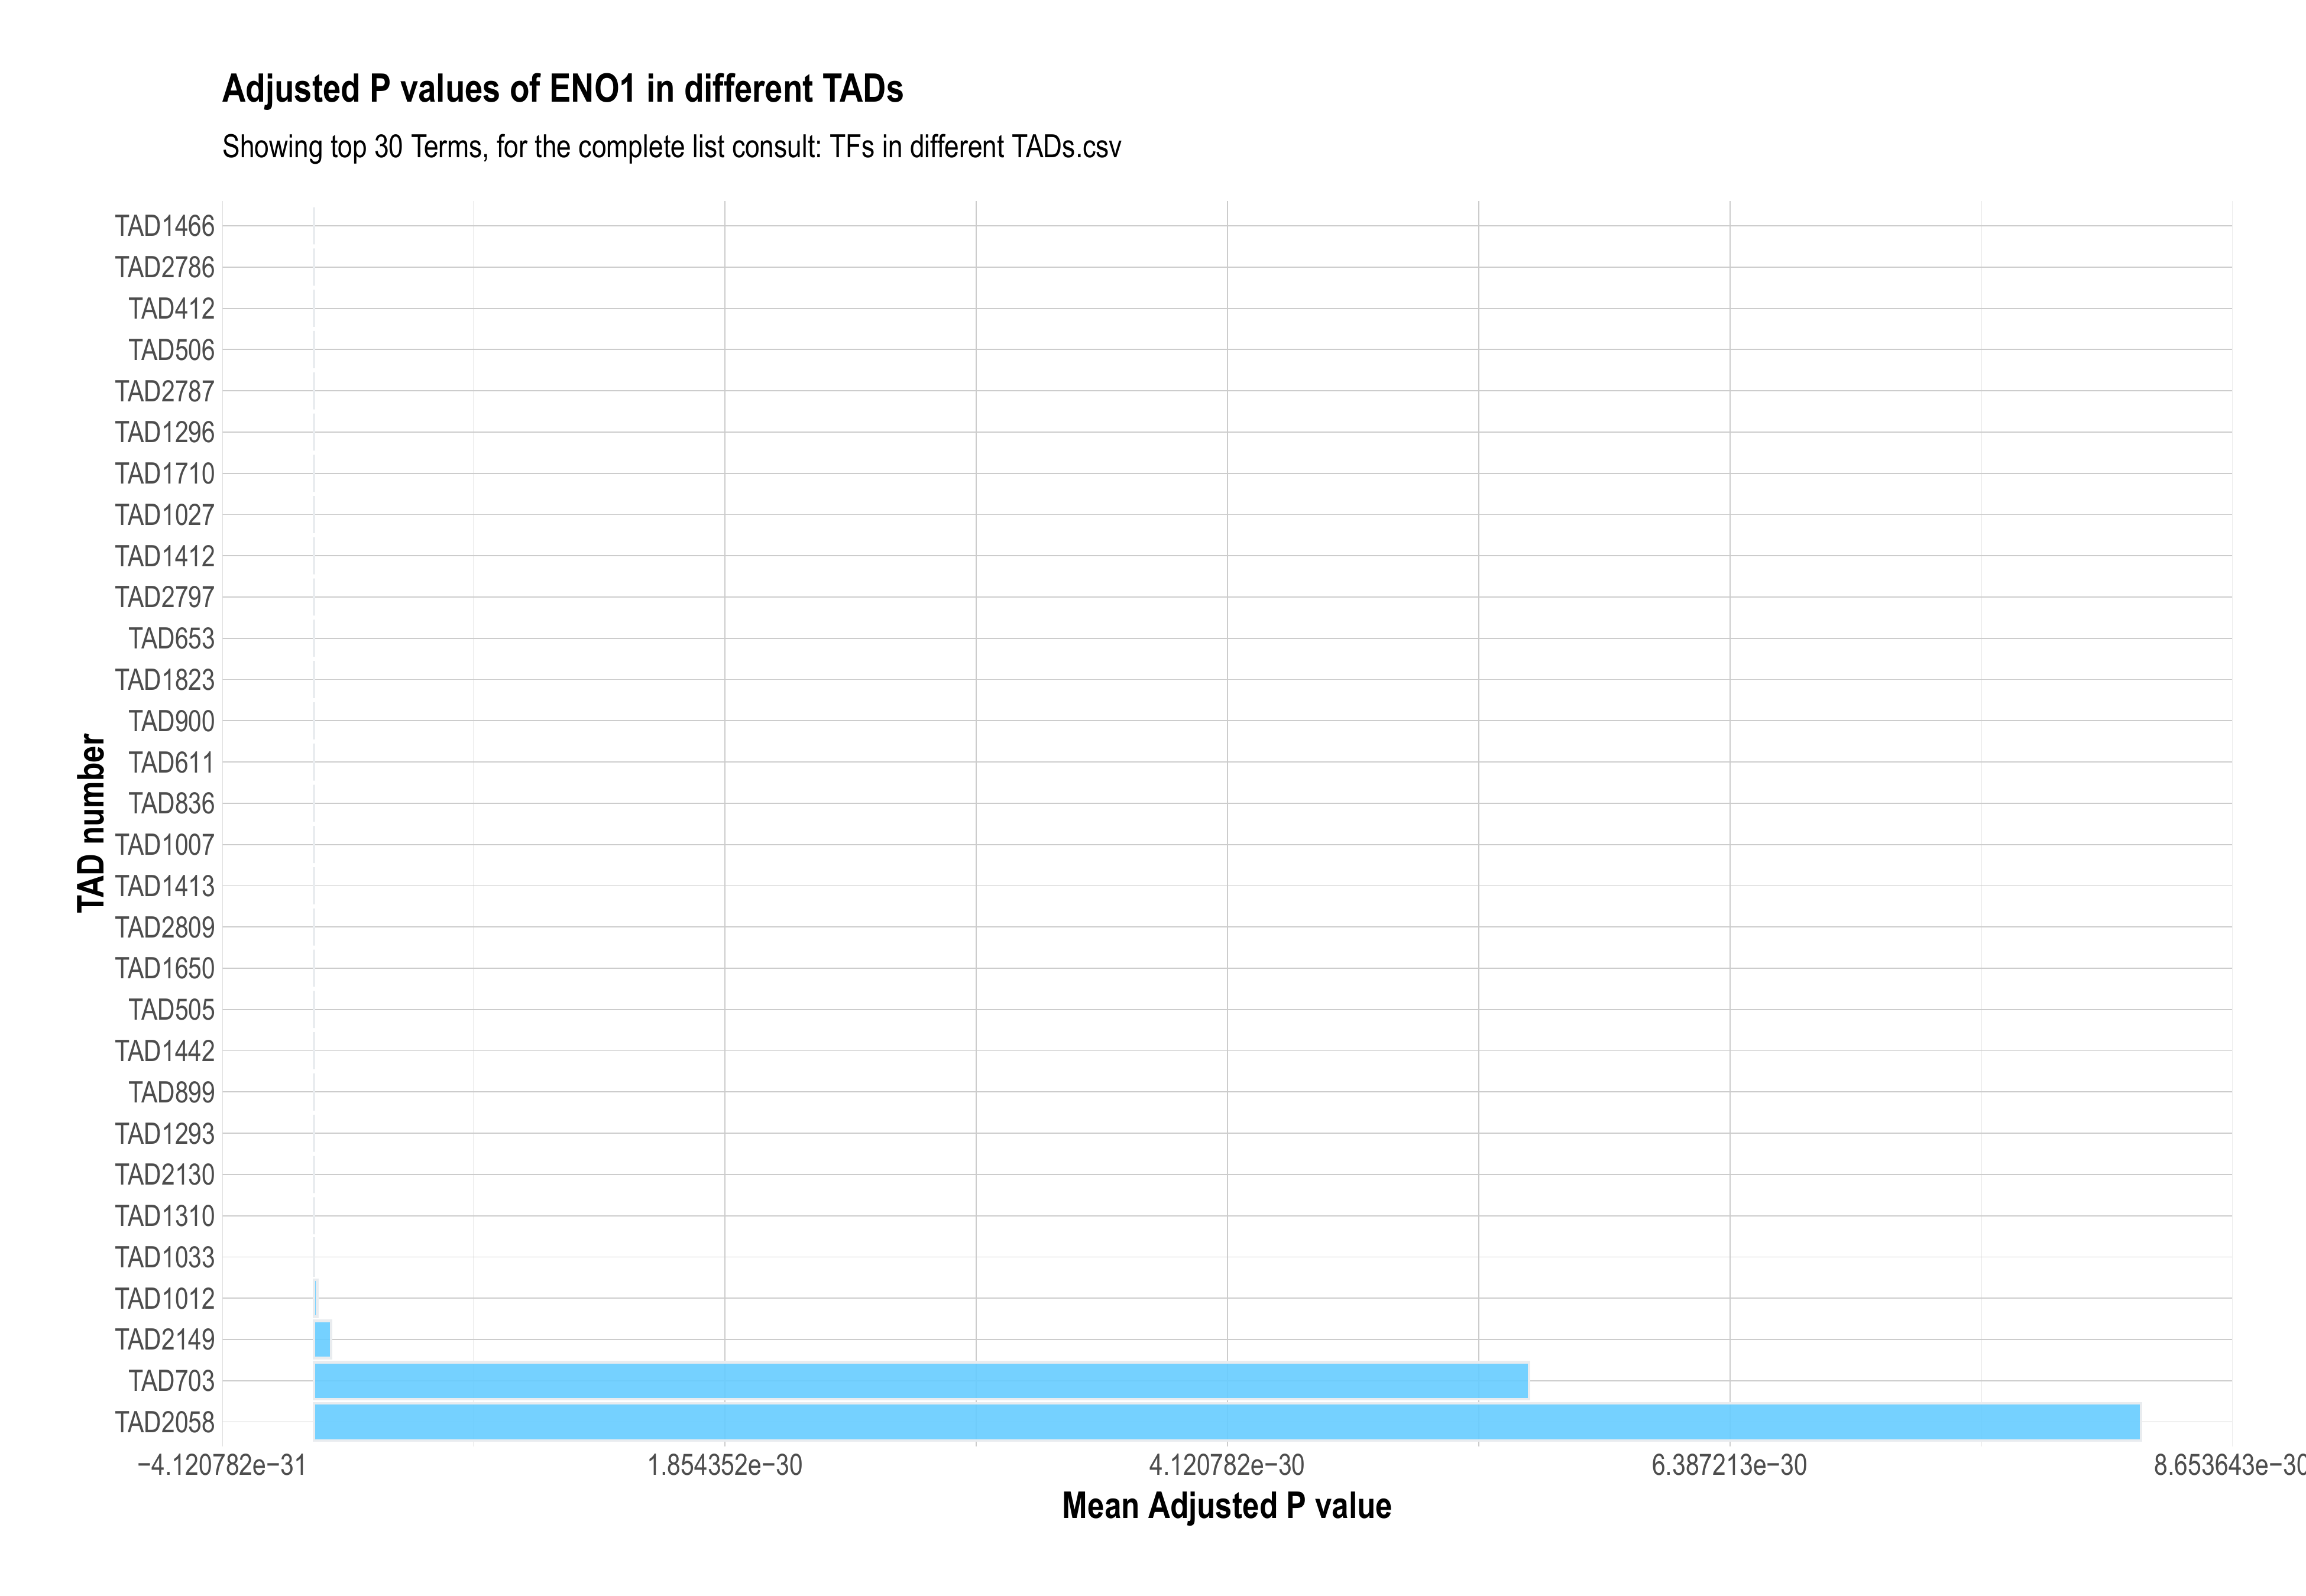 Adjusted P values of ENO1 in different TADs
Showing top 30 Terms, for the complete list consult: TFs in different TADs.csv
TAD number
TAD1466
TAD2786
TAD412
TAD506
TAD2787
TAD1296
TAD1710
TAD1027
TAD1412
TAD2797
TAD653
TAD1823
TAD900
TAD611
TAD836
TAD1007
TAD1413
TAD2809
TAD1650
TAD505
TAD1442
TAD899
TAD1293
TAD2130
TAD1310
TAD1033
TAD1012
TAD2149
TAD703
TAD2058
−4.120782e−31 1.854352e−30 4.120782e−30 6.387213e−30 8.653643e−30
Mean Adjusted P value